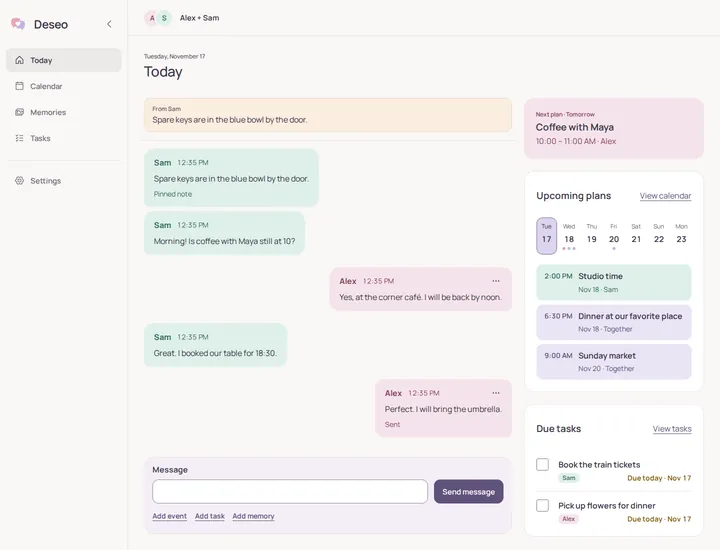 Deseo
Today
Calendar
Memories
Tasks
Settings
A S Alex + Sam
Tuesday, November 17
Today
From Sam
Spare keys are in the blue bowl by the door.
Sam 12:35 PM
Spare keys are in the blue bowl by the door.
Pinned note
Sam 12:35 PM
Morning! Is coffee with Maya still at 10?
Alex 12:35 PM
Yes, at the corner café. I will be back by noon.
Sam 12:35 PM
Great. I booked our table for 18:30.
Alex 12:35 PM
Perfect. I will bring the umbrella.
Sent
Message
Send message
Add event Add task Add memory
Next plan · Tomorrow
Coffee with Maya
10:00 – 11:00 AM · Alex
Upcoming plans View calendar
Tue Wed Thu Fri Sat Sun Mon
17 18 19 20 21 22 23
2:00 PM Studio time
Nov 18 · Sam
6:30 PM Dinner at our favorite place
Nov 18 · Together
9:00 AM Sunday market
Nov 20 · Together
Due tasks View tasks
Book the train tickets
Sam Due today · Nov 17
Pick up flowers for dinner
Alex Due today · Nov 17